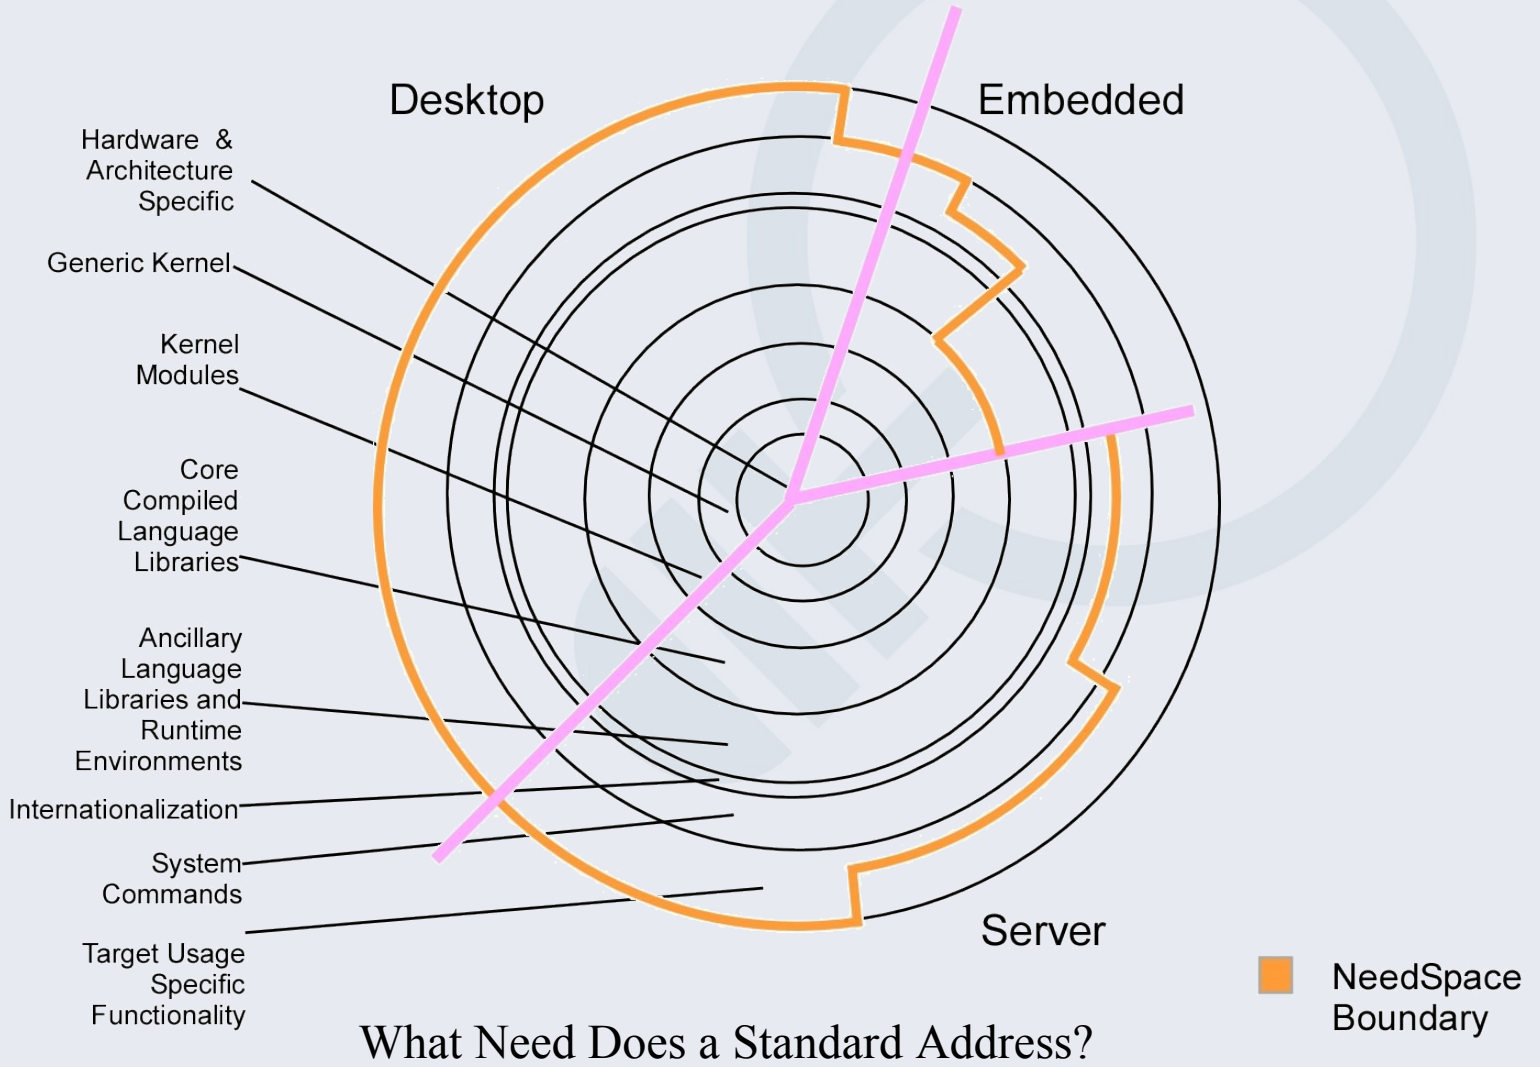 Desktop
Embedded
Hardware &
Architecture
Specific
Generic Kernel
Kernel
Modules
Core
Compiled
Language
Libraries
Ancillary
Language
Libraries and
Runtime
Environments
Internationalization
System
Commands
Target Usage
Specific
Functionality
Server
NeedSpace
Boundary
What Need Does a Standard Address?